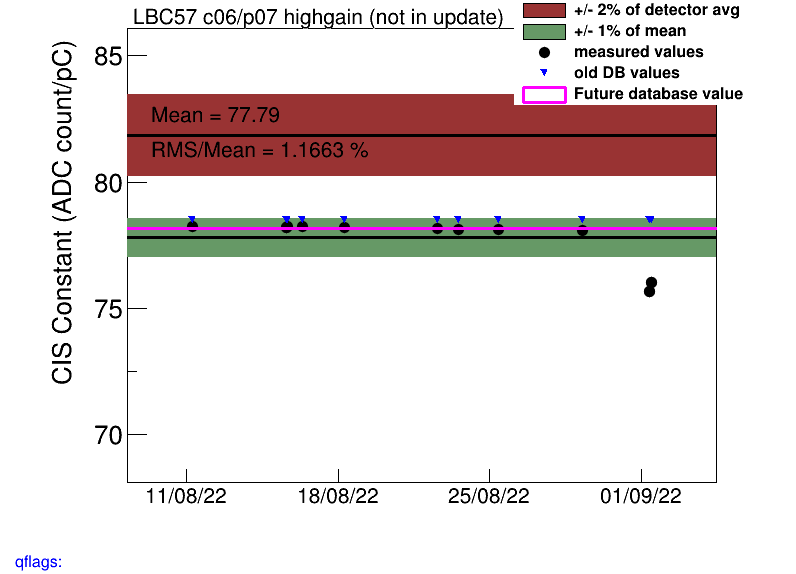 LBC57 c06/p07 highgain (not in update)
+/- 2% of detector avg
+/- 1% of mean
measured values
old DB values
Future database value
CIS Constant (ADC count/pC)
85
80
75
70
Mean = 77.79
RMS/Mean = 1.1663 %
11/08/22 18/08/22 25/08/22 01/09/22
qflags: